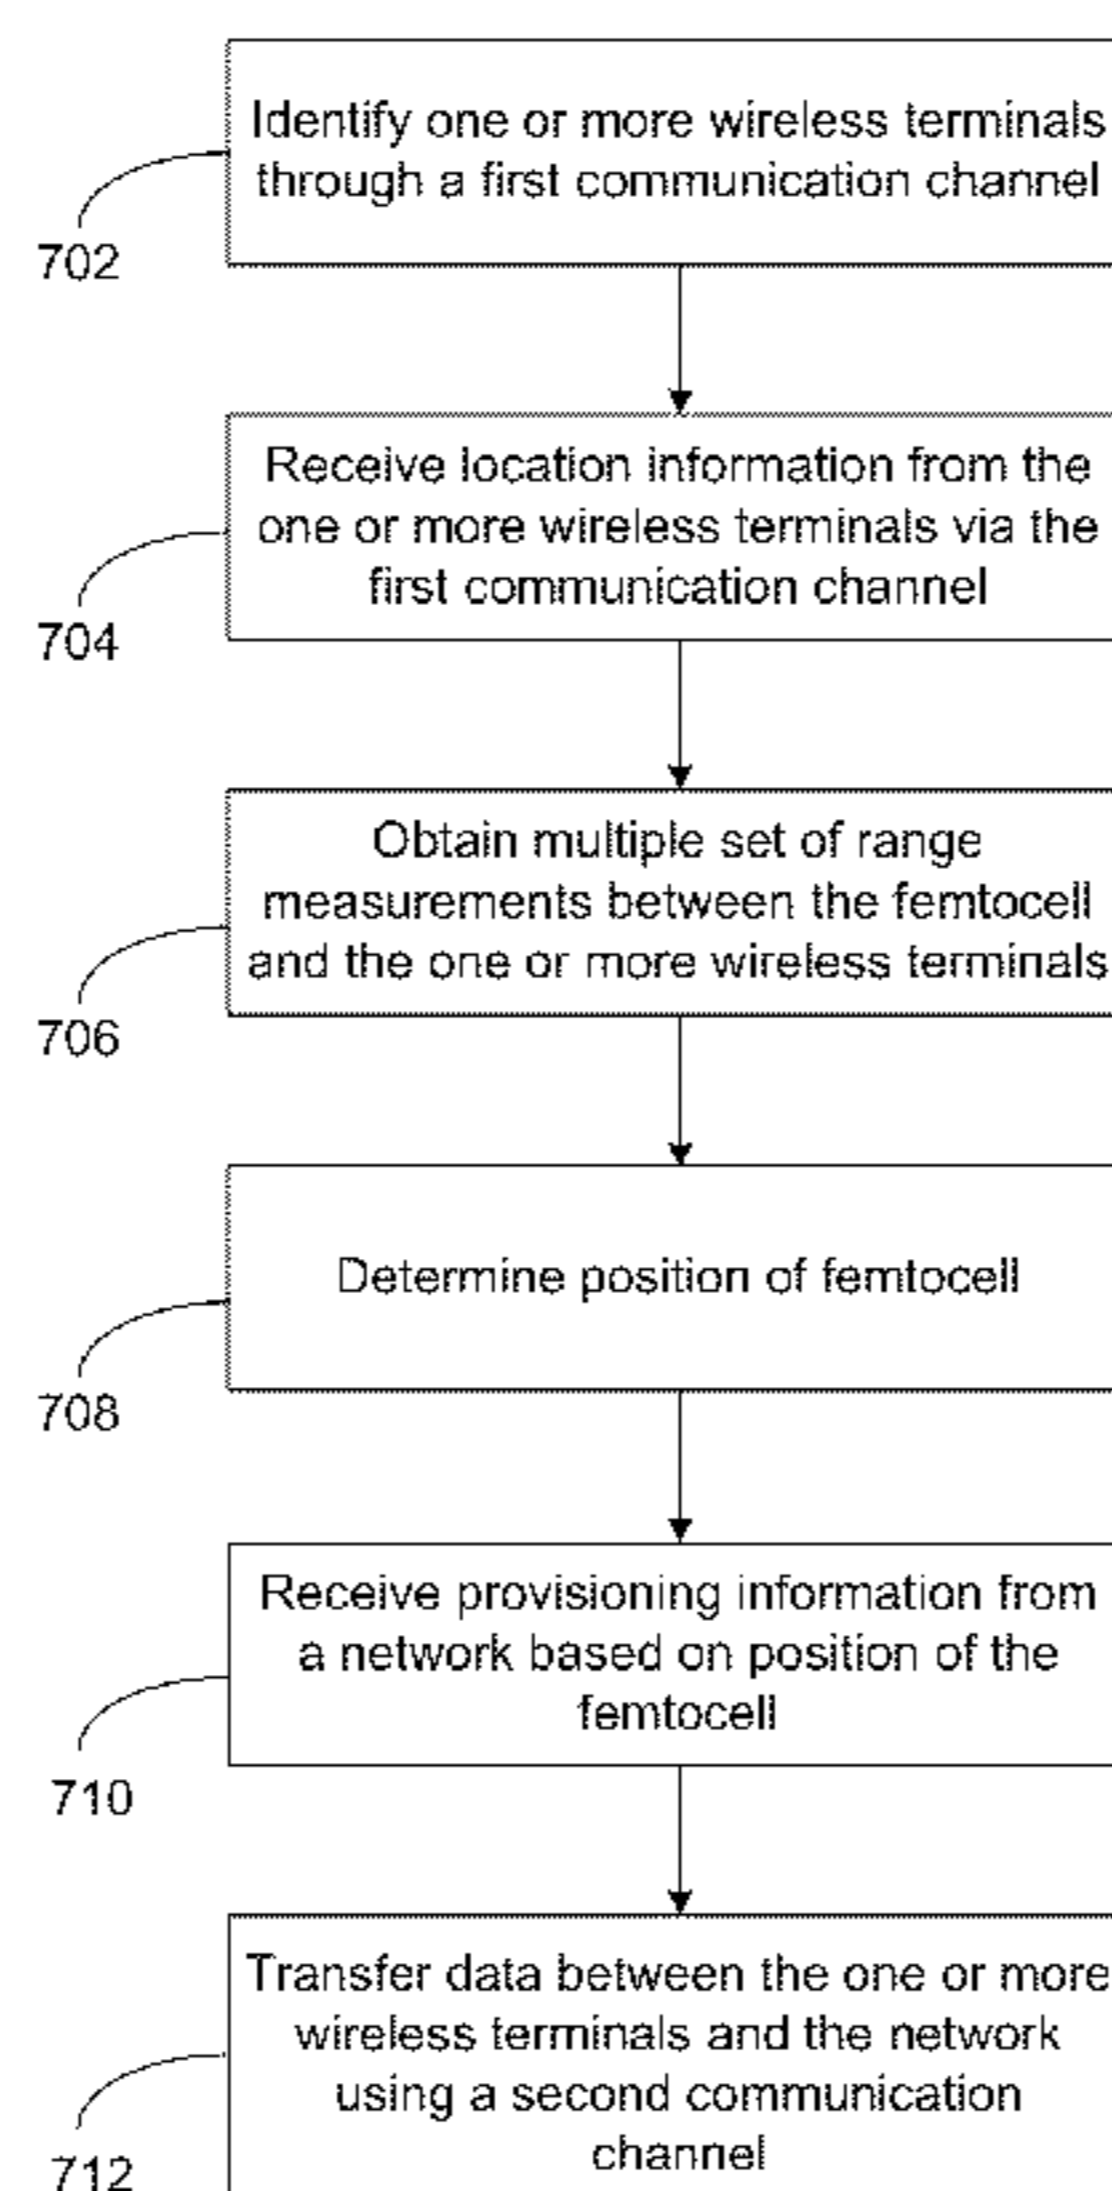 Identify one or more wireless terminals
through a first communication channel
702
Receive location information from the
one or more wireless terminals via the
first communication channel
704
Obtain multiple set of range
measurements between the femtocell
and the one or more wireless terminals
706
Determine position of femtocell
708
Receive provisioning information from
a network based on position of the
femtocell
710
Transfer data between the one or more
wireless terminals and the network
using a second communication
channel
712